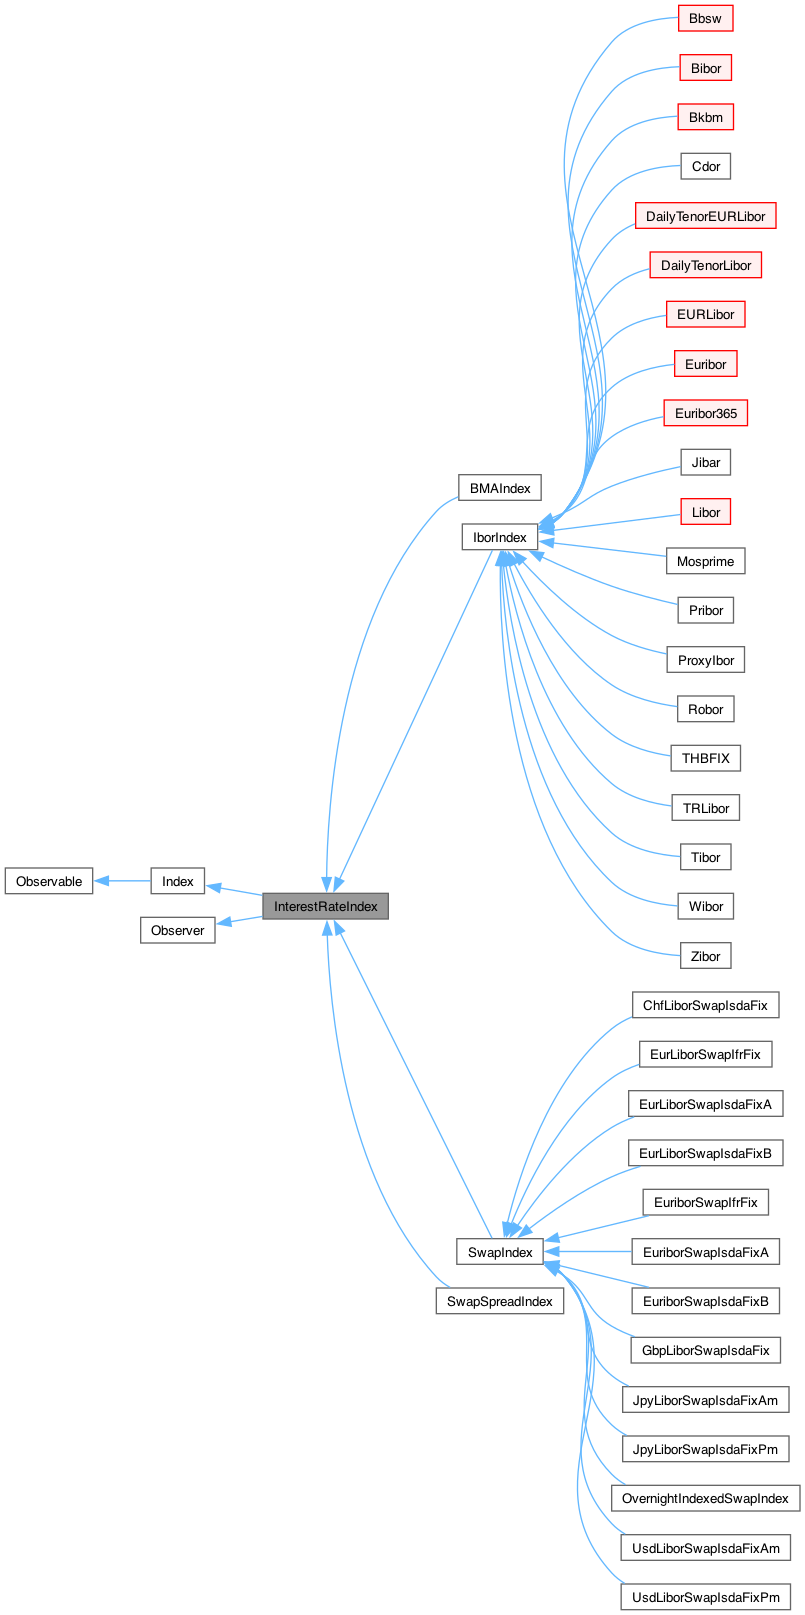 Bbsw
Bibor
Bkbm
Cdor
DailyTenorEURLibor
DailyTenorLibor
EURLibor
Euribor
Euribor365
Jibar
BMAIndex
Libor
IborIndex
Mosprime
Pribor
ProxyIbor
Robor
THBFIX
TRLibor
Tibor
Observable
Index
InterestRateIndex
Wibor
Observer
Zibor
ChfLiborSwapIsdaFix
EurLiborSwapIfrFix
EurLiborSwapIsdaFixA
EurLiborSwapIsdaFixB
EuriborSwapIfrFix
SwapIndex
EuriborSwapIsdaFixA
SwapSpreadIndex
EuriborSwapIsdaFixB
GbpLiborSwapIsdaFix
JpyLiborSwapIsdaFixAm
JpyLiborSwapIsdaFixPm
OvernightIndexedSwapIndex
UsdLiborSwapIsdaFixAm
UsdLiborSwapIsdaFixPm